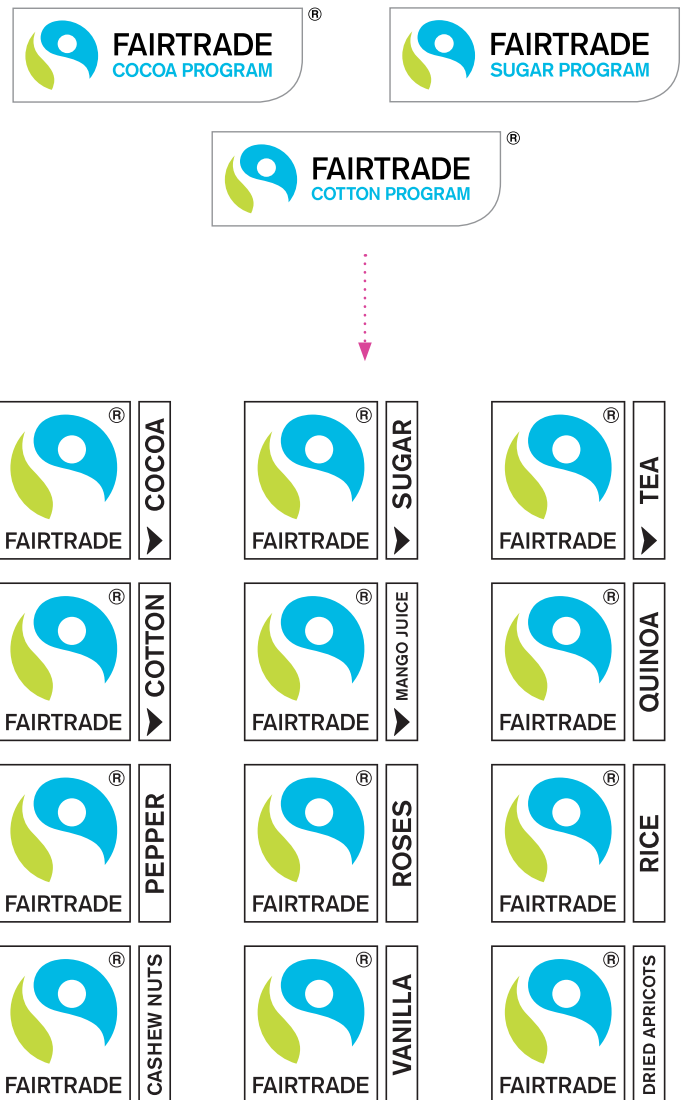 FAIRTRADE ®
COCOA PROGRAM
FAIRTRADE
SUGAR PROGRAM
FAIRTRADE ®
COTTON PROGRAM
® COCOA
FAIRTRADE
® SUGAR
FAIRTRADE
® TEA
FAIRTRADE
® COTTON
FAIRTRADE
® MANGO JUICE
FAIRTRADE
® QUINOA
FAIRTRADE
® PEPPER
FAIRTRADE
® ROSES
FAIRTRADE
® RICE
FAIRTRADE
® CASHEW NUTS
FAIRTRADE
® VANILLA
FAIRTRADE
® DRIED APRICOTS
FAIRTRADE